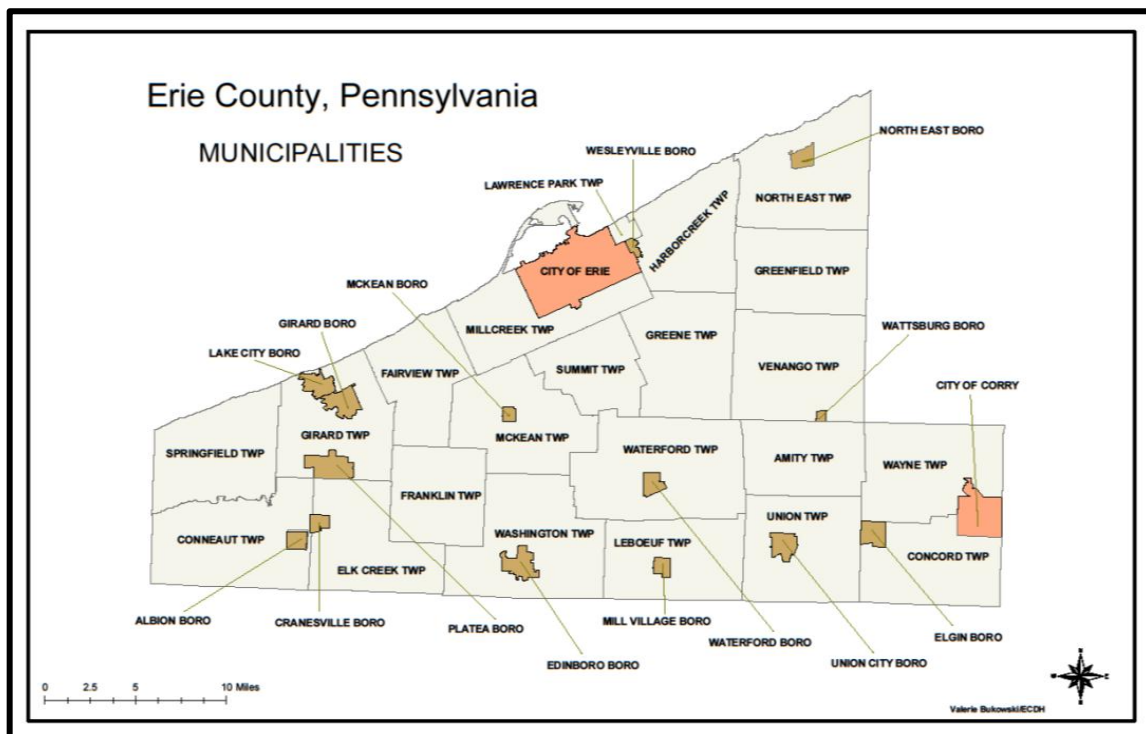 Erie County, Pennsylvania
MUNICIPALITIES
NORTH EAST BORO
WESLEYVILLE BORO
LAWRENCE PARK TWP
NORTH EAST TWP
HARBORCREEK TWP
CITY OF ERIE
GREENFIELD TWP
MCKEAN BORO
GIRARD BORO
MILLCREEK TWP
GREENE TWP
WATTSBURG BORO
LAKE CITY BORO
FAIRVIEW TWP
SUMMIT TWP
VENANGO TWP
CITY OF CORRY
GIRARD TWP
MCKEAN TWP
SPRINGFIELD TWP
WATERFORD TWP
AMITY TWP
WAYNE TWP
FRANKLIN TWP
UNION TWP
CONNEAUT TWP
WASHINGTON TWP
LEBOEUF TWP
CONCORD TWP
ELK CREEK TWP
ALBION BORO
CRANESVILLE BORO
PLATEA BORO
MILL VILLAGE BORO
WATERFORD BORO
ELGIN BORO
EDINBORO BORO
UNION CITY BORO
0 2.5 5 10 Miles
N
W
E
S
Valerie Bukowski/ECDH